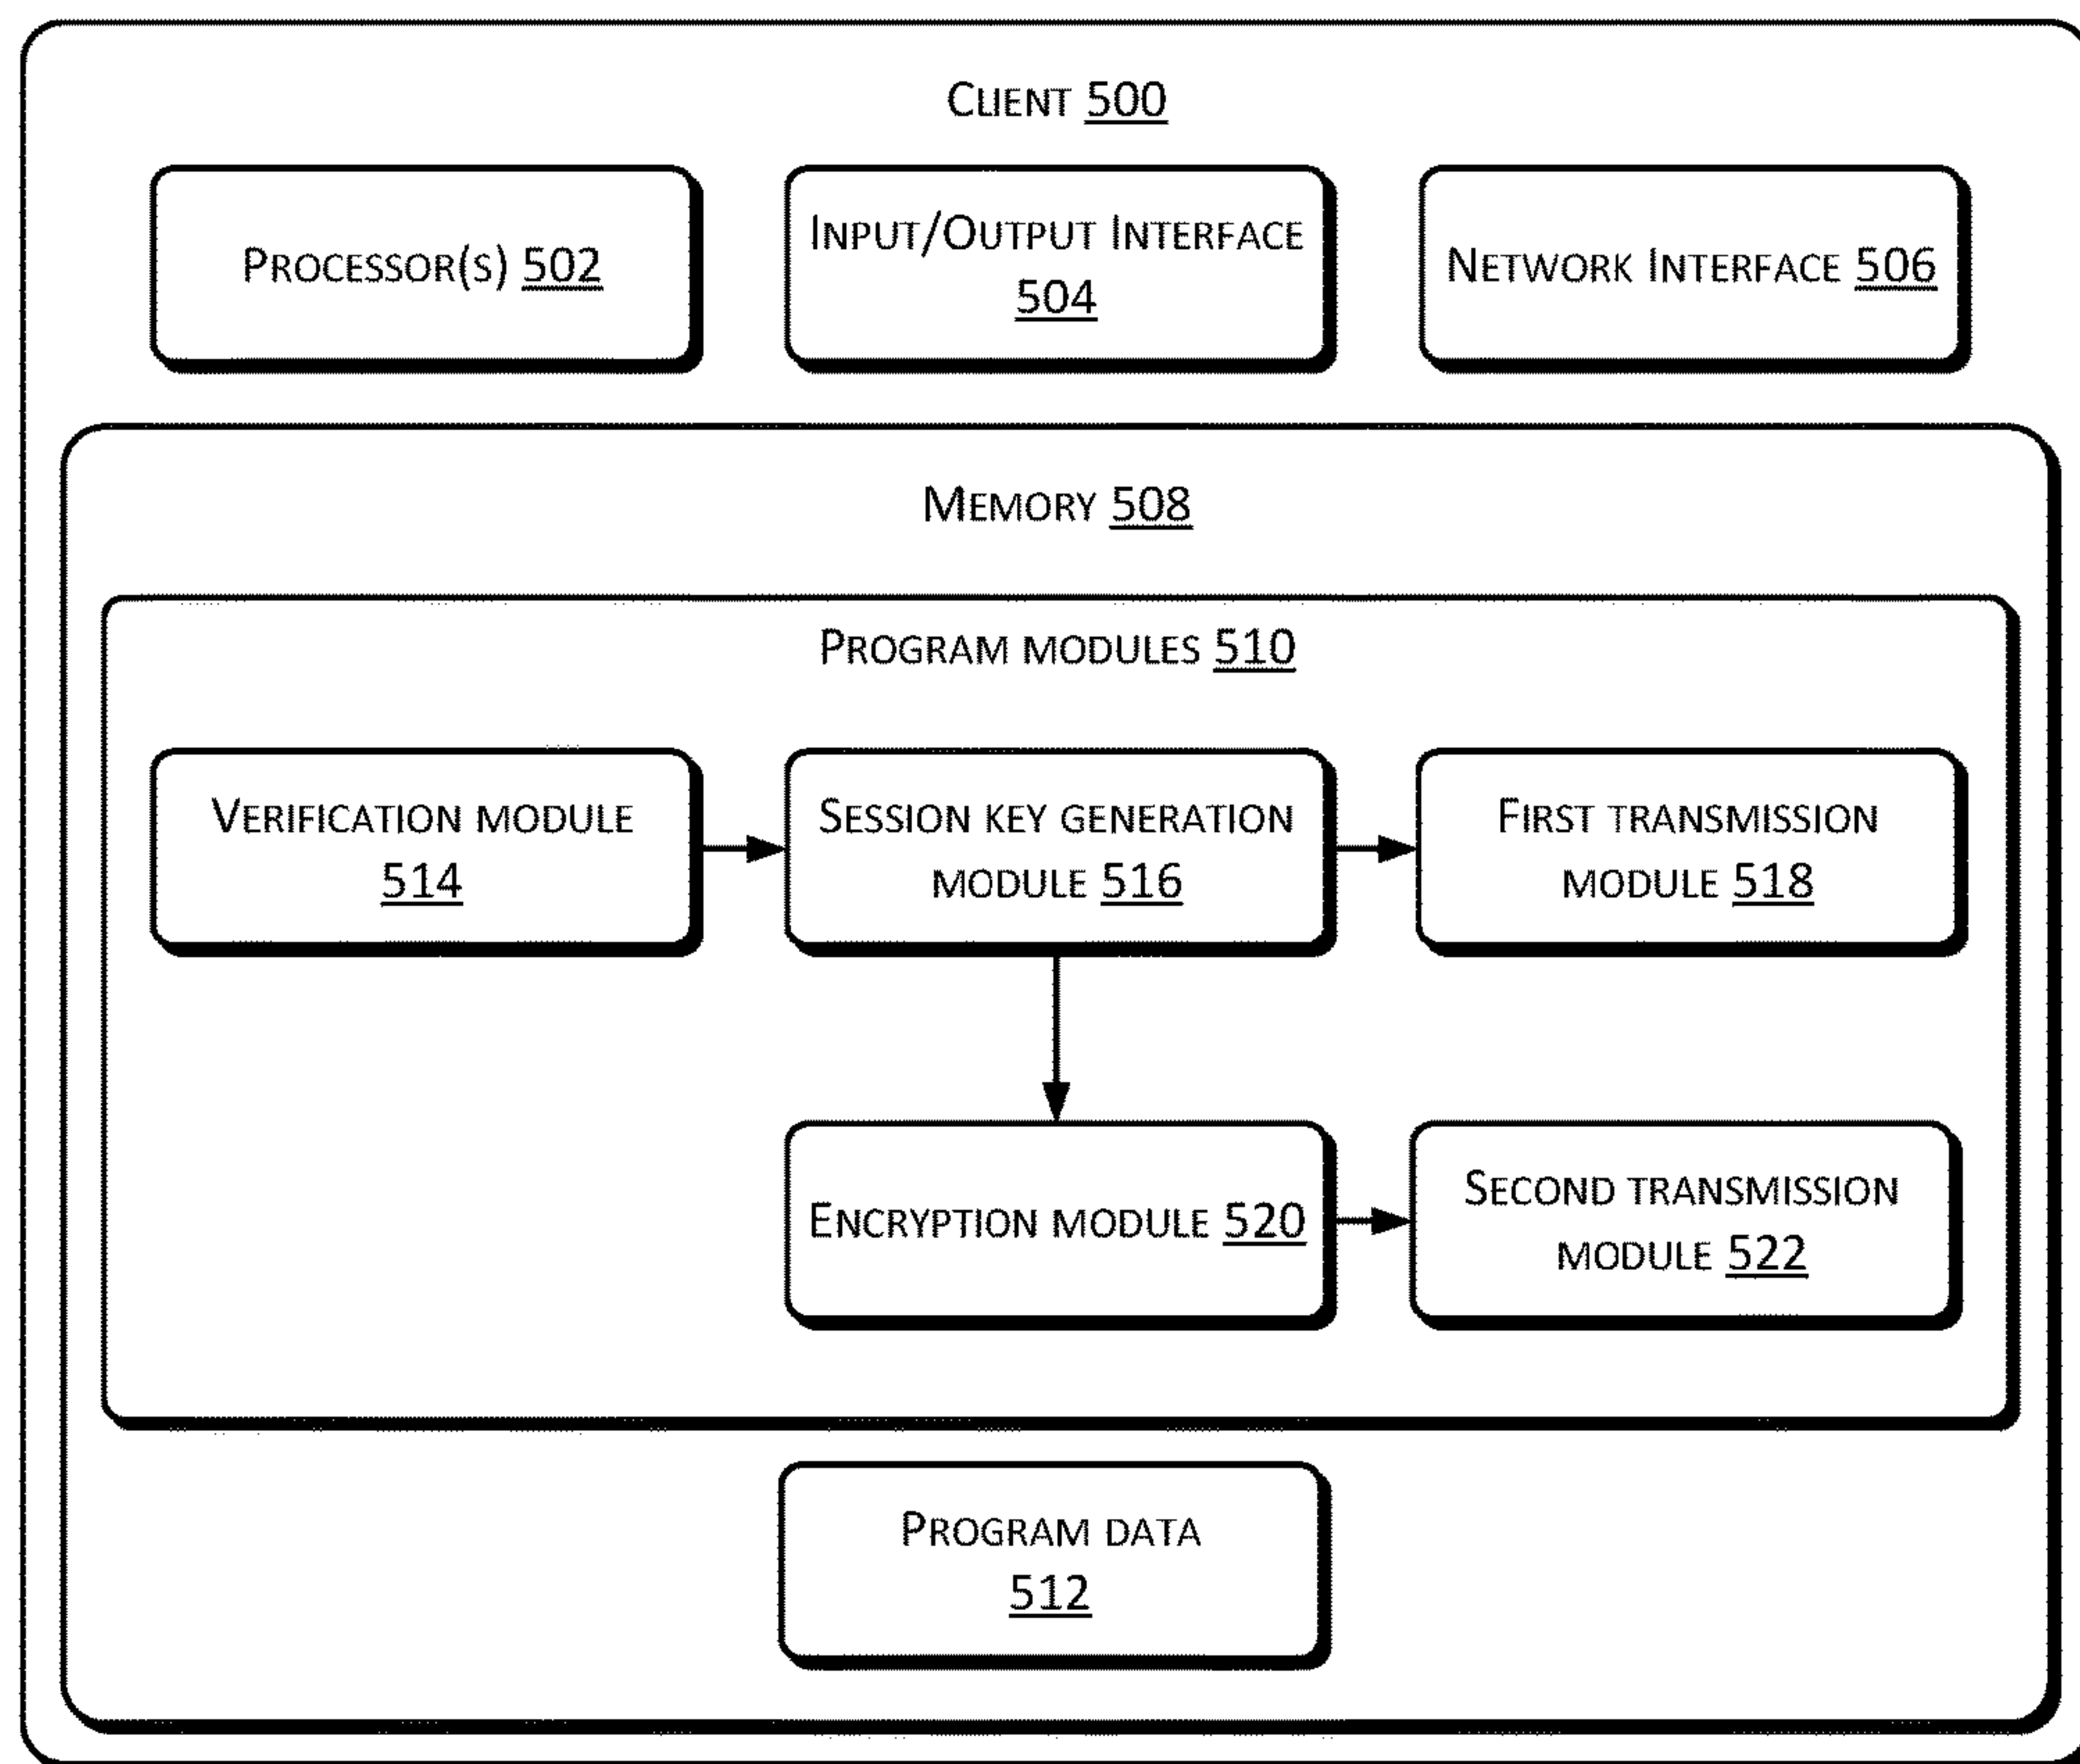 CLIENT 500
PROCESSOR(S) 502
INPUT/OUTPUT INTERFACE
504
NETWORK INTERFACE 506
MEMORY 508
PROGRAM MODULES 510
VERIFICATION MODULE
514
SESSION KEY GENERATION
MODULE 516
FIRST TRANSMISSION
MODULE 518
ENCRYPTION MODULE 520
SECOND TRANSMISSION
MODULE 522
PROGRAM DATA
512